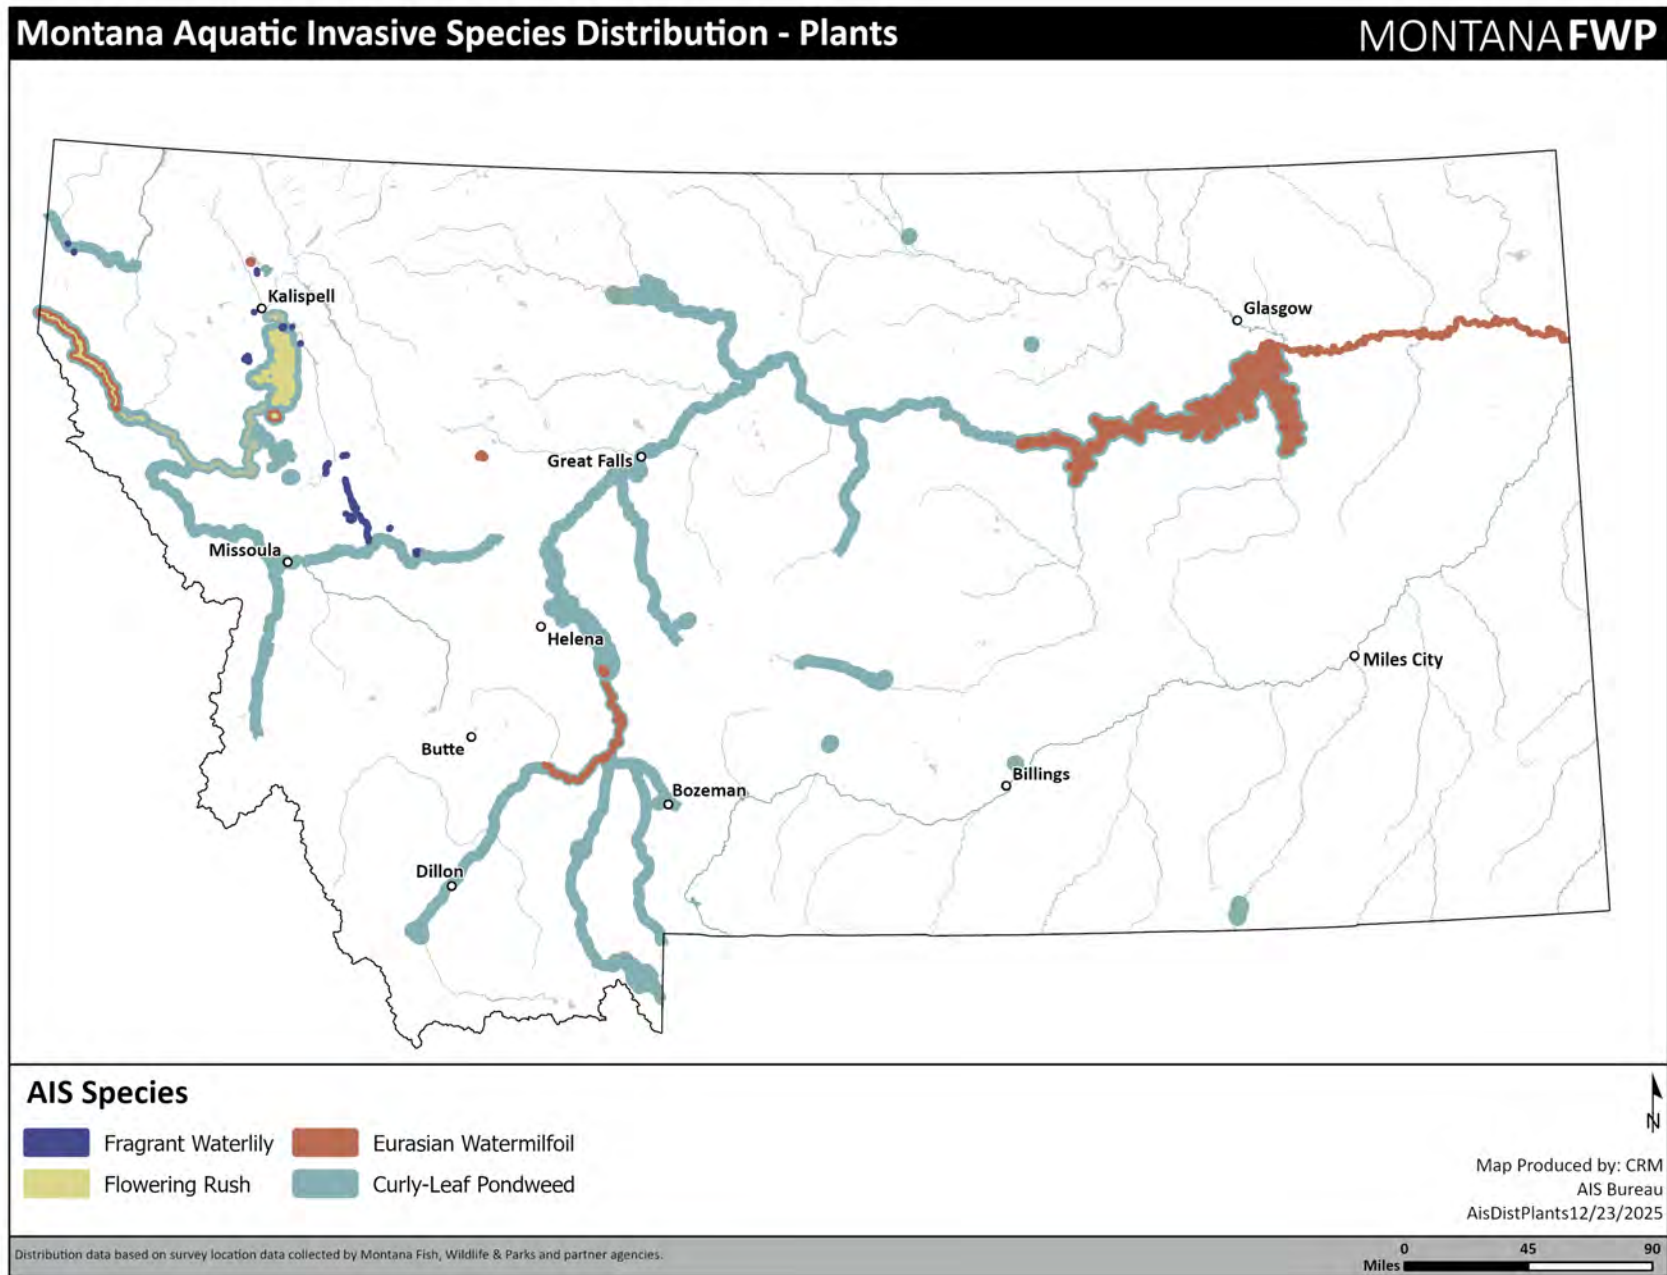 Montana Aquatic Invasive Species Distribution - Plants
MONTANA FWP
Kalispell
Glasgow
Great Falls
Missoula
Helena
Miles City
Butte
Billings
Bozeman
Dillon
AIS Species
Fragrant Waterlily
Eurasian Watermilfoil
Flowering Rush
Curly-Leaf Pondweed
N
Map Produced by: CRM
AIS Bureau
AisDistPlants12/23/2025
Distribution data based on survey location data collected by Montana Fish, Wildlife & Parks and partner agencies.
0 45 90
Miles